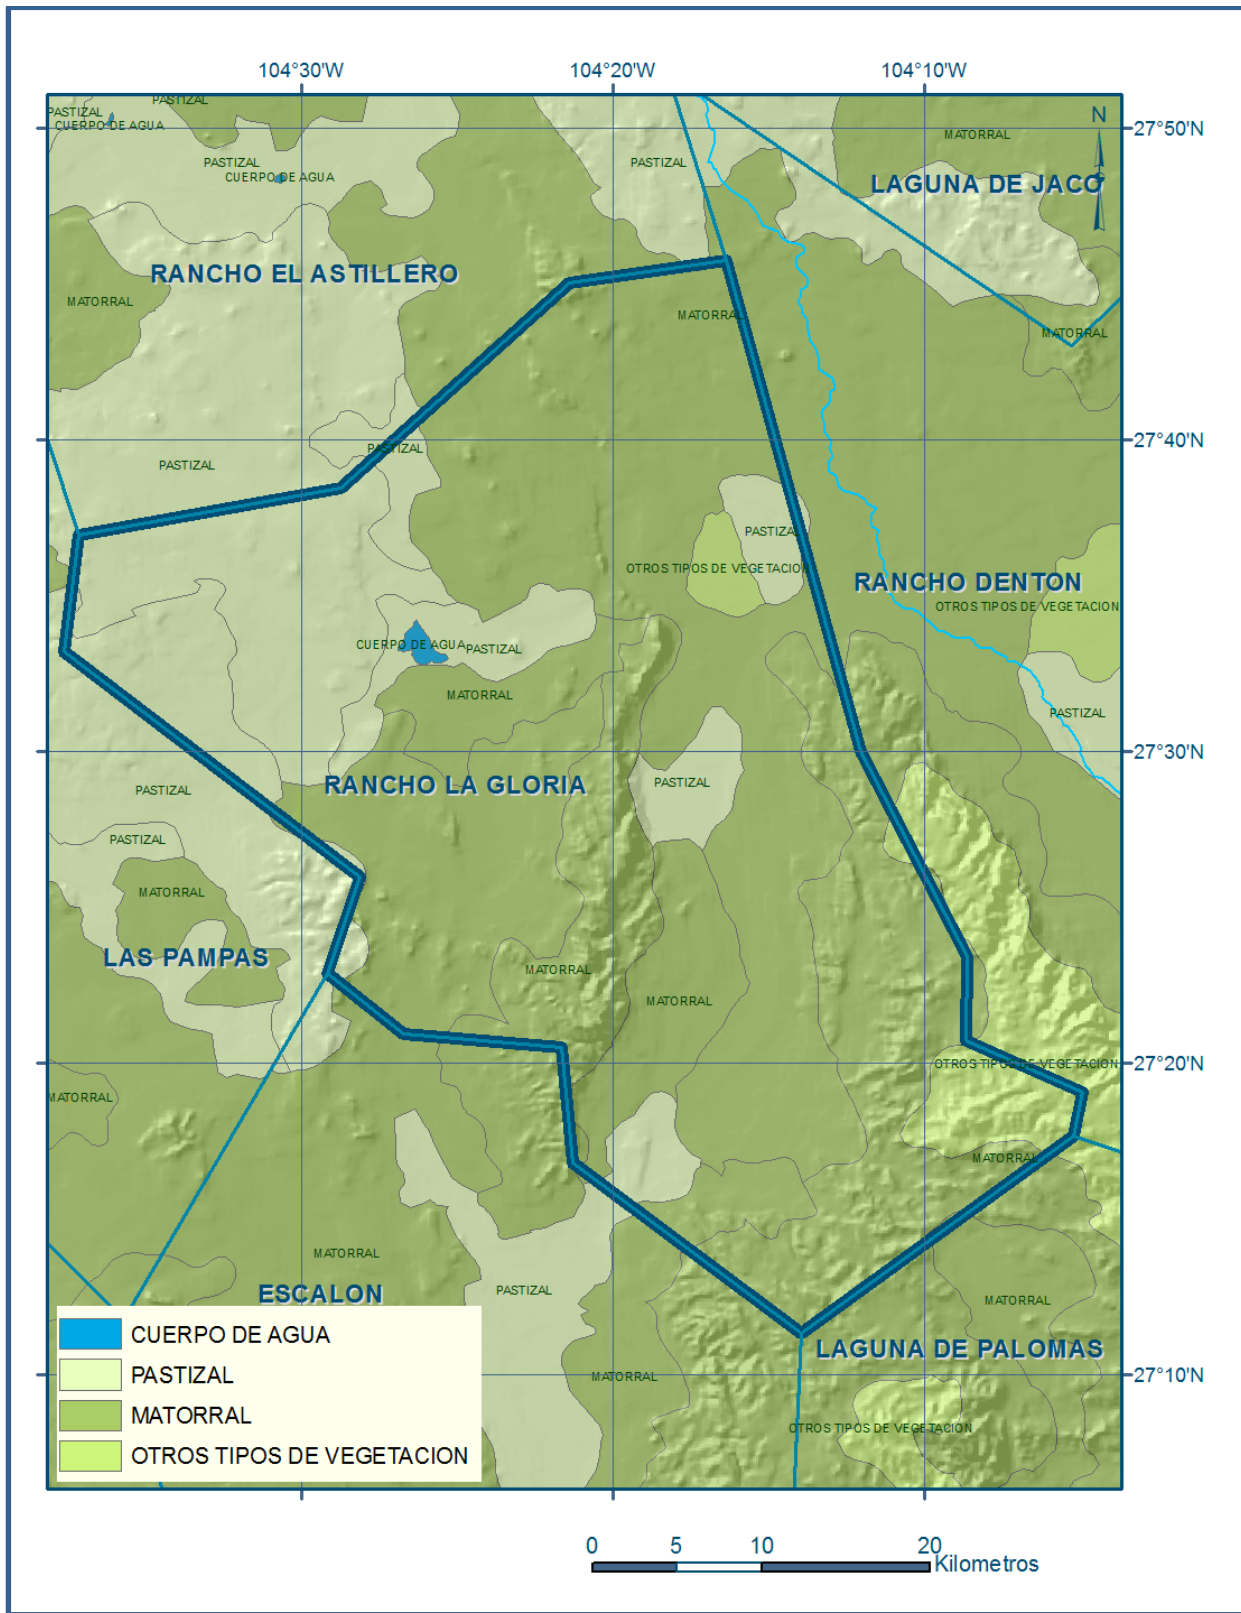 104°30'W
104°20'W
104°10'W
PASTIZAL
PASTIZAL
CUERPO DE AGUA
N
27°50'N
MATORRAL
PASTIZAL
PASTIZAL
CUERPO DE AGUA
LAGUNA DE JACO
RANCHO EL ASTILLERO
MATORRAL
MATORRAL
MATORRAL
27°40'N
PASTIZAL
PASTIZAL
PASTIZAL
OTROS TIPOS DE VEGETACION
RANCHO DENTON
OTROS TIPOS DE VEGETACION
27°30'N
CUERPO DE AGUA
PASTIZAL
MATORRAL
PASTIZAL
RANCHO LA GLORIA
PASTIZAL
PASTIZAL
PASTIZAL
MATORRAL
LAS PAMPAS
MATORRAL
MATORRAL
27°20'N
OTROS TIPOS DE VEGETACION
MATORRAL
MATORRAL
MATORRAL
PASTIZAL
ESCALON
MATORRAL
LAGUNA DE PALOMAS
27°10'N
MATORRAL
OTROS TIPOS DE VEGETACION
CUERPO DE AGUA
PASTIZAL
MATORRAL
OTROS TIPOS DE VEGETACION
0 5 10 20
Kilometros